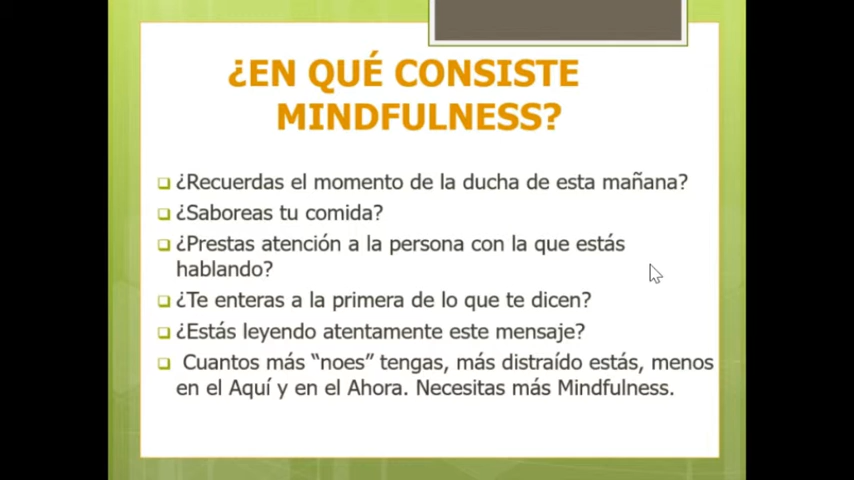 ¿EN QUÉ CONSISTE
MINDFULNESS?
¿Recuerdas el momento de la ducha de esta mañana?
¿Saboreas tu comida?
¿Prestas atención a la persona con la que estás
hablando?
¿Te enteras a la primera de lo que te dicen?
¿Estás leyendo atentamente este mensaje?
Cuantos más “noes” tengas, más distraído estás, menos
en el Aquí y en el Ahora. Necesitas más Mindfulness.